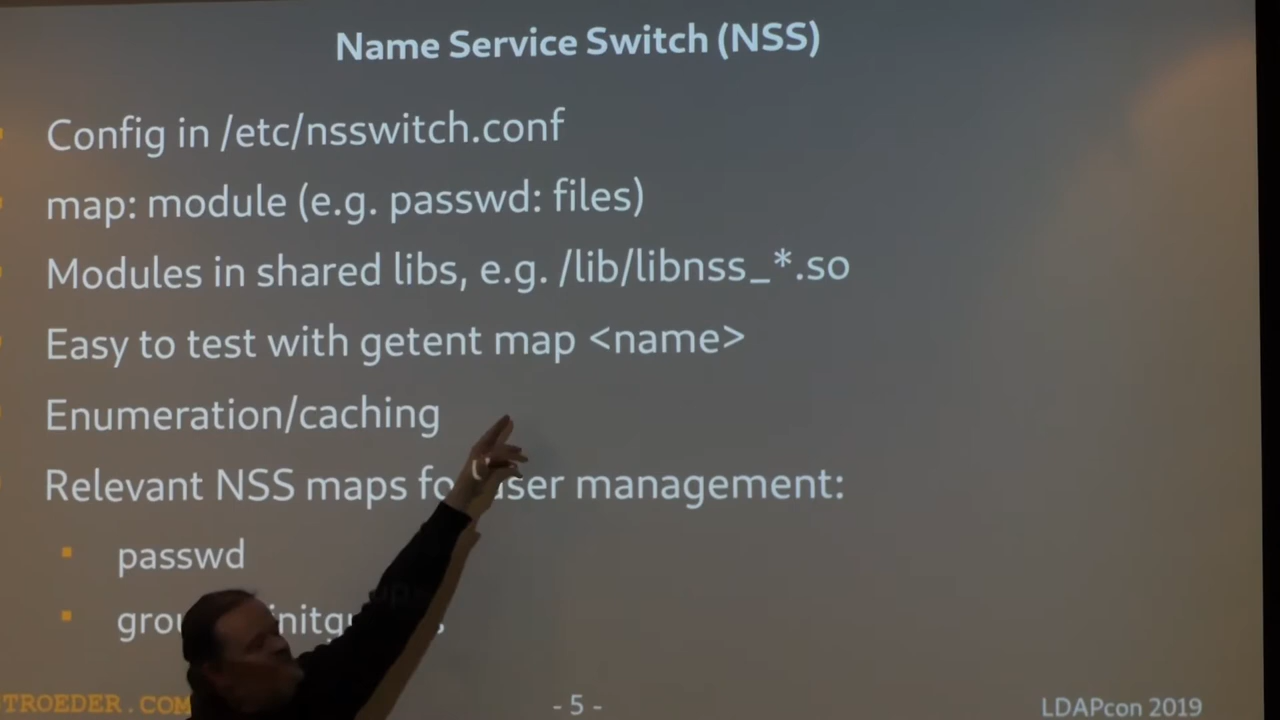 Name Service Switch (NSS)
Config in /etc/nsswitch.conf
map: module (e.g. passwd: files)
Modules in shared libs, e.g. /lib/libnss_*.so
Easy to test with getent map <name>
Enumeration/caching
Relevant NSS maps user management:
passwd
TROEDER.COM
- 5 -
LDAPcon 2019